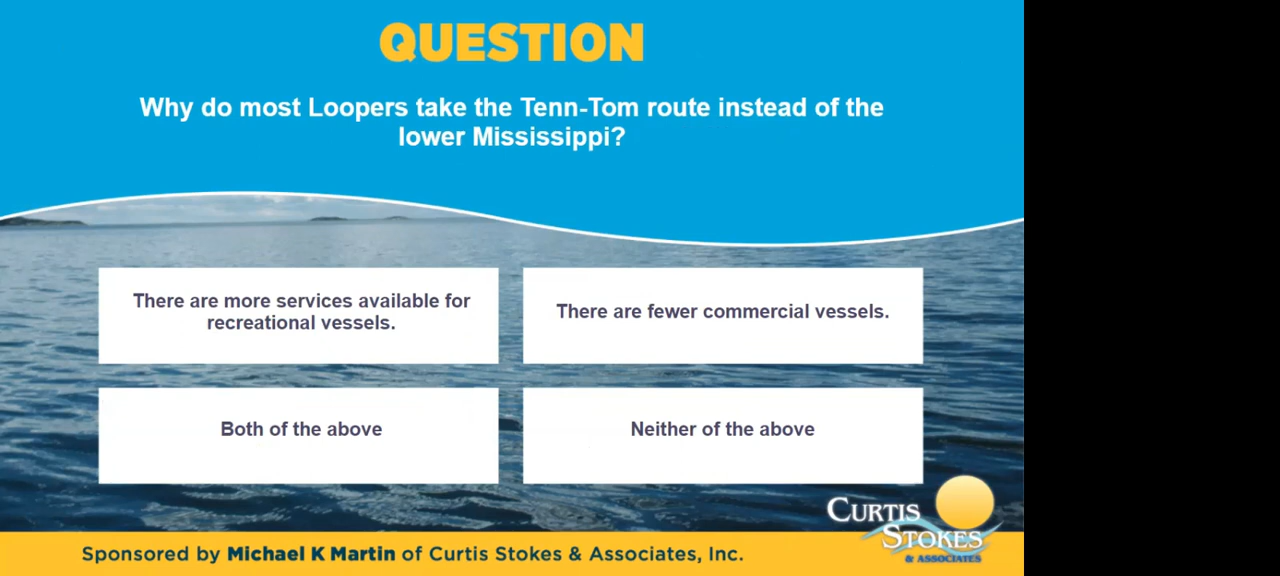 QUESTION
Why do most Loopers take the Tenn-Tom route instead of the
lower Mississippi?
There are more services available for
recreational vessels.
There are fewer commercial vessels.
Both of the above
Neither of the above
CURTIS
STOKES
& ASSOCIATES
Sponsored by Michael K Martin of Curtis Stokes & Associates, Inc.